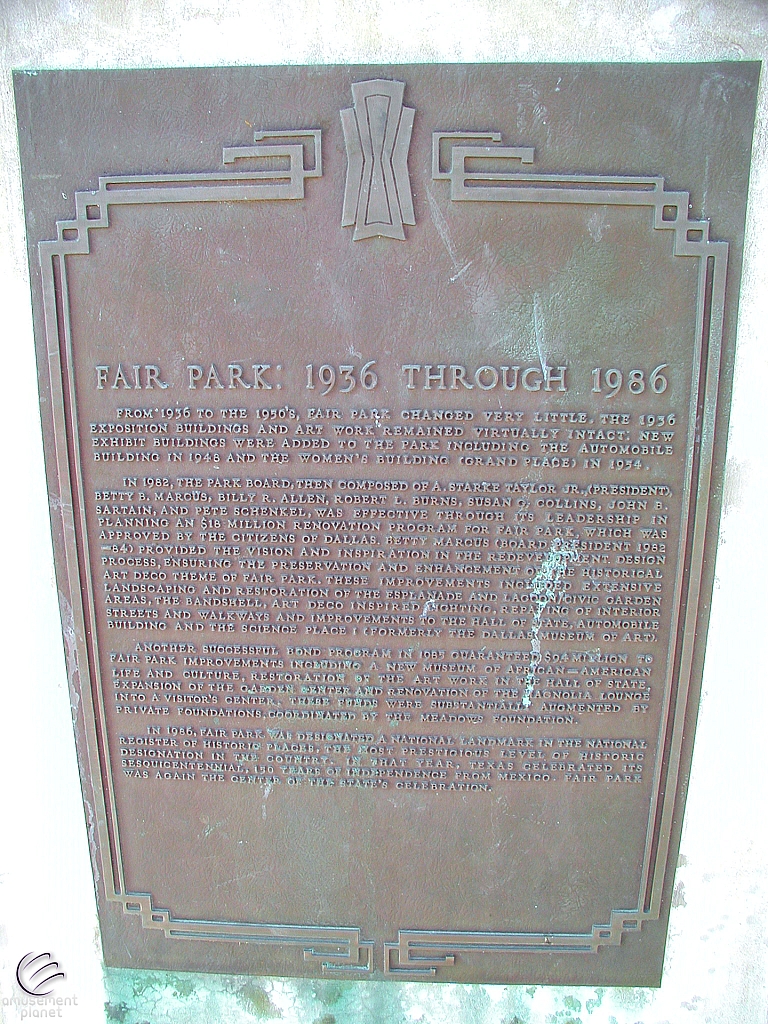 FAIR PARK: 1936 THROUGH 1986
FROM 1936 TO THE 1950'S, FAIR PARK CHANGED VERY LITTLE. THE 1936
EXPOSITION BUILDINGS AND ART WORK REMAINED VIRTUALLY INTACT: NEW
EXHIBIT BUILDINGS WERE ADDED TO THE PARK INCLUDING THE AUTOMOBILE
BUILDING IN 1948 AND THE WOMEN'S BUILDING (GRAND PLACE) IN 1954.
IN 1982, THE PARK BOARD, THEN COMPOSED OF A. STARKE TAYLOR JR., (PRESIDENT),
BETTY B. MARCUS, BILLY R. ALLEN, ROBERT L. BURNS, SUSAN O. COLLINS, JOHN B.
SARTAIN, AND PETE SCHENKEL, WAS EFFECTIVE THROUGH ITS LEADERSHIP IN
PLANNING AN $18 MILLION RENOVATION PROGRAM FOR FAIR PARK, WHICH WAS
APPROVED BY THE CITIZENS OF DALLAS. BETTY MARCUS (BOARD PRESIDENT 1982
-84) PROVIDED THE VISION AND INSPIRATION IN THE REDEVELOPMENT DESIGN
PROCESS, ENSURING THE PRESERVATION AND ENHANCEMENT OF THE HISTORICAL
ART DECO THEME OF FAIR PARK. THESE IMPROVEMENTS INCLUDED EXTENSIVE
LANDSCAPING AND RESTORATION OF THE ESPLANADE AND LAGOON, THE GARDEN
AREAS, THE BANDSHELL, ART DECO INSPIRED LIGHTING, REPAVING OF INTERIOR
STREETS AND WALKWAYS AND IMPROVEMENTS TO THE HALL OF STATE, AUTOMOBILE
BUILDING AND THE SCIENCE PLACE I (FORMERLY THE DALLAS MUSEUM OF ART).
ANOTHER SUCCESSFUL BOND PROGRAM IN 1985 GUARANTEED $9.4 MILLION TO
FAIR PARK IMPROVEMENTS INCLUDING A NEW MUSEUM OF AFRICAN-AMERICAN
LIFE AND CULTURE, RESTORATION OF THE ART WORK IN THE HALL OF STATE,
EXPANSION OF THE GARDEN CENTER AND RENOVATION OF THE MAGNOLIA LOUNGE
INTO A VISITOR'S CENTER. THESE FUNDS WERE SUBSTANTIALLY AUGMENTED BY
PRIVATE FOUNDATIONS, COORDINATED BY THE MEADOWS FOUNDATION.
IN 1986, FAIR PARK WAS DESIGNATED A NATIONAL LANDMARK IN THE NATIONAL
REGISTER OF HISTORIC PLACES, THE MOST PRESTIGIOUS LEVEL OF HISTORIC
DESIGNATION IN THE COUNTRY. IN THAT YEAR, TEXAS CELEBRATED ITS
SESQUICENTENNIAL, 150 YEARS OF INDEPENDENCE FROM MEXICO. FAIR PARK
WAS AGAIN THE CENTER OF THE STATE'S CELEBRATION.
amusement
planet